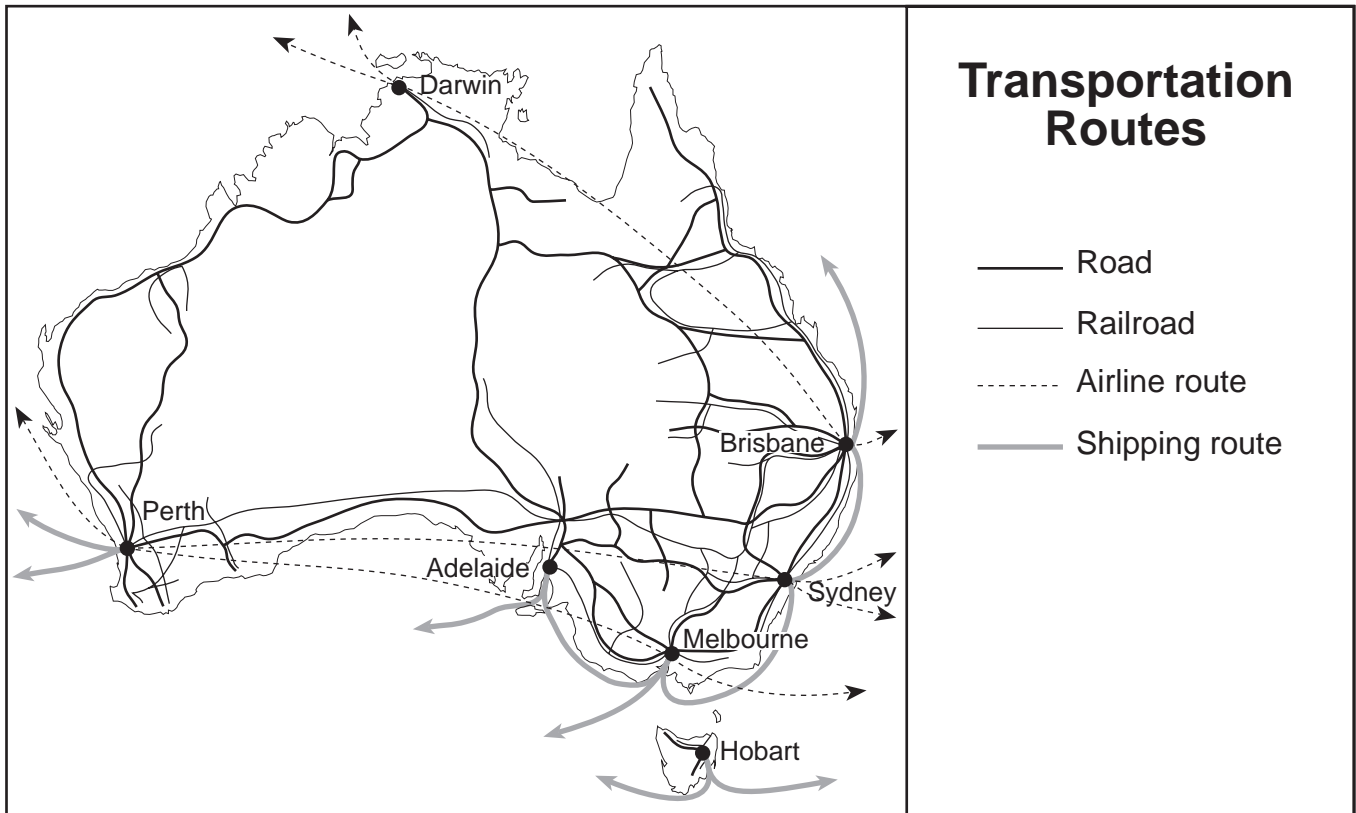 Transportation
Routes
Road
Railroad
Airline route
Shipping route
Darwin
Brisbane
Perth
Adelaide
Sydney
Melbourne
Hobart